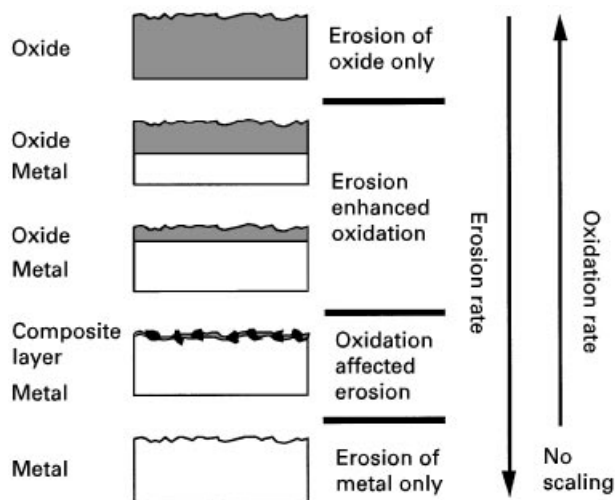 Oxide
Erosion of
oxide only
Oxide
Metal
Erosion
enhanced
oxidation
Oxide
Metal
Composite
layer
Metal
Oxidation
affected
erosion
Metal
Erosion of
metal only
Erosion rate
Oxidation rate
No
scaling